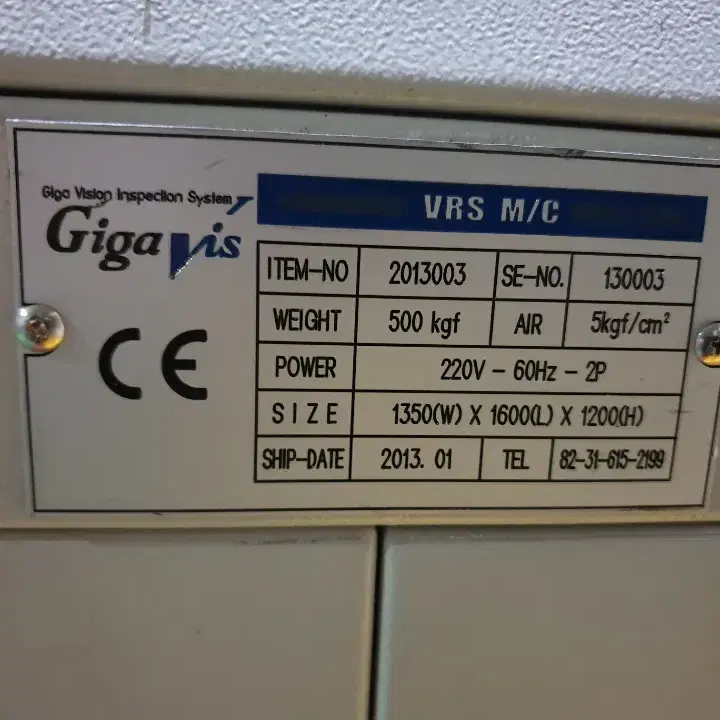 Giga Vision Inspection System
Gigavis
CE
VRS M/C
ITEM-NO 2013003 SE-NO. 130003
WEIGHT 500 kgf AIR 5kgf/cm²
POWER 220V - 60Hz - 2P
SIZE 1350(W) X 1600(L) X 1200(H)
SHIP-DATE 2013. 01 TEL 82-31-615-2199